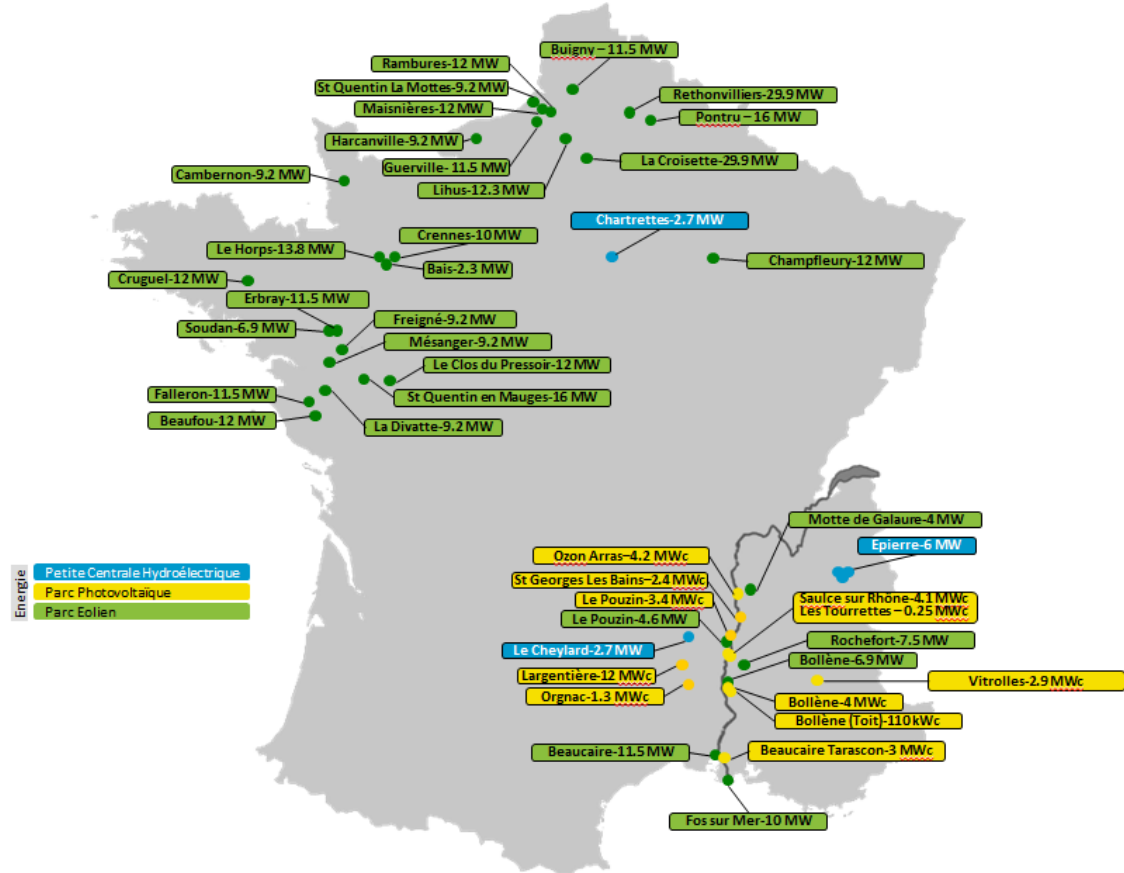 Buigny – 11.5 MW
Rambures-12 MW
St Quentin La Mottes-9.2 MW
Maisnières-12 MW
Rethonvilliers-29.9 MW
Pontru – 16 MW
Harcanville-9.2 MW
Guerville- 11.5 MW
La Croisette-29.9 MW
Cambernon-9.2 MW
Lihus-12.3 MW
Chartrettes-2.7 MW
Crennes-10 MW
Le Horps-13.8 MW
Bais-2.3 MW
Champfleury-12 MW
Cruguel-12 MW
Erbray-11.5 MW
Freigné-9.2 MW
Soudan-6.9 MW
Mésanger-9.2 MW
Le Clos du Pressoir-12 MW
Falleron-11.5 MW
St Quentin en Mauges-16 MW
Beaufou-12 MW
La Divatte-9.2 MW
Motte de Galaure-4 MW
Epierre-6 MW
Ozon Arras–4.2 MWc
St Georges Les Bains–2.4 MWc
Le Pouzin-3.4 MWc
Saulce sur Rhône-4.1 MWc
Les Tourrettes – 0.25 MWc
Le Pouzin-4.6 MW
Rochefort-7.5 MW
Le Cheylard-2.7 MW
Bollène-6.9 MW
Largentière-12 MWc
Vitrolles-2.9 MWc
Orgnac-1.3 MWc
Bollène-4 MWc
Bollène (Toit)-110 kWc
Beaucaire-11.5 MW
Beaucaire Tarascon-3 MWc
Fos sur Mer-10 MW
Energie
Petite Centrale Hydroélectrique
Parc Photovoltaïque
Parc Eolien